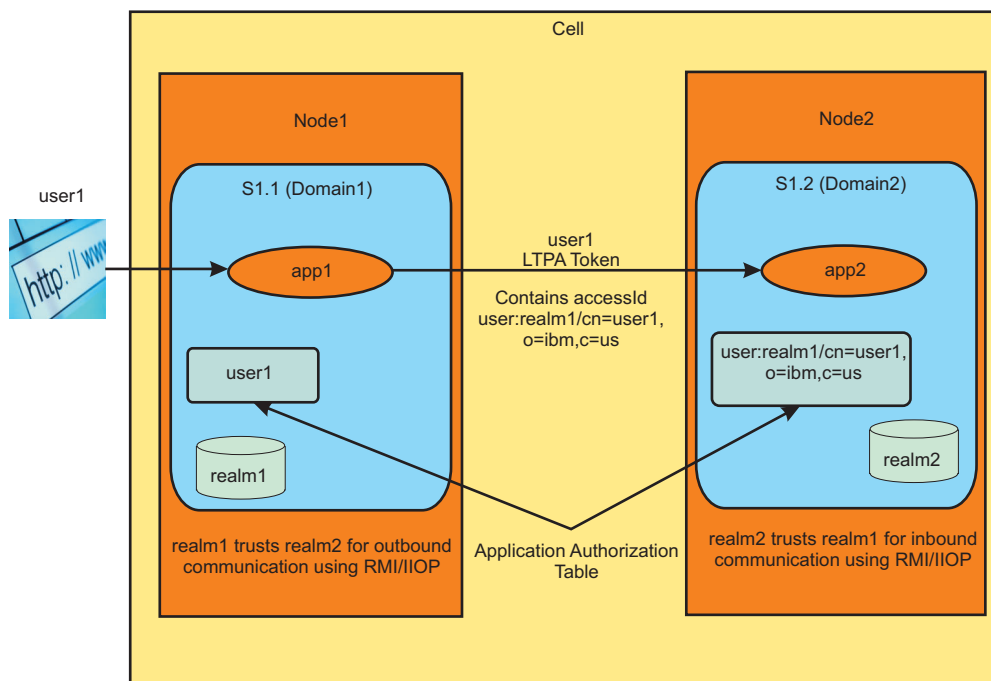 Cell
Node1
Node2
S1.1 (Domain1)
S1.2 (Domain2)
user1
http: // www
app1
user1
LTPA Token
app2
Contains accessId
user:realm1/cn=user1,
o=ibm,c=us
user1
user:realm1/cn=user1,
o=ibm,c=us
realm1
realm2
realm1 trusts realm2 for outbound
communication using RMI/IIOP
Application Authorization
Table
realm2 trusts realm1 for inbound
communication using RMI/IIOP